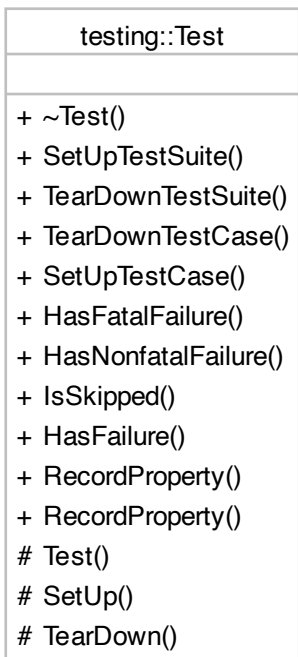 testing::Test
+ ~Test()
+ SetUpTestSuite()
+ TearDownTestSuite()
+ TearDownTestCase()
+ SetUpTestCase()
+ HasFatalFailure()
+ HasNonfatalFailure()
+ IsSkipped()
+ HasFailure()
+ RecordProperty()
+ RecordProperty()
# Test()
# SetUp()
# TearDown()